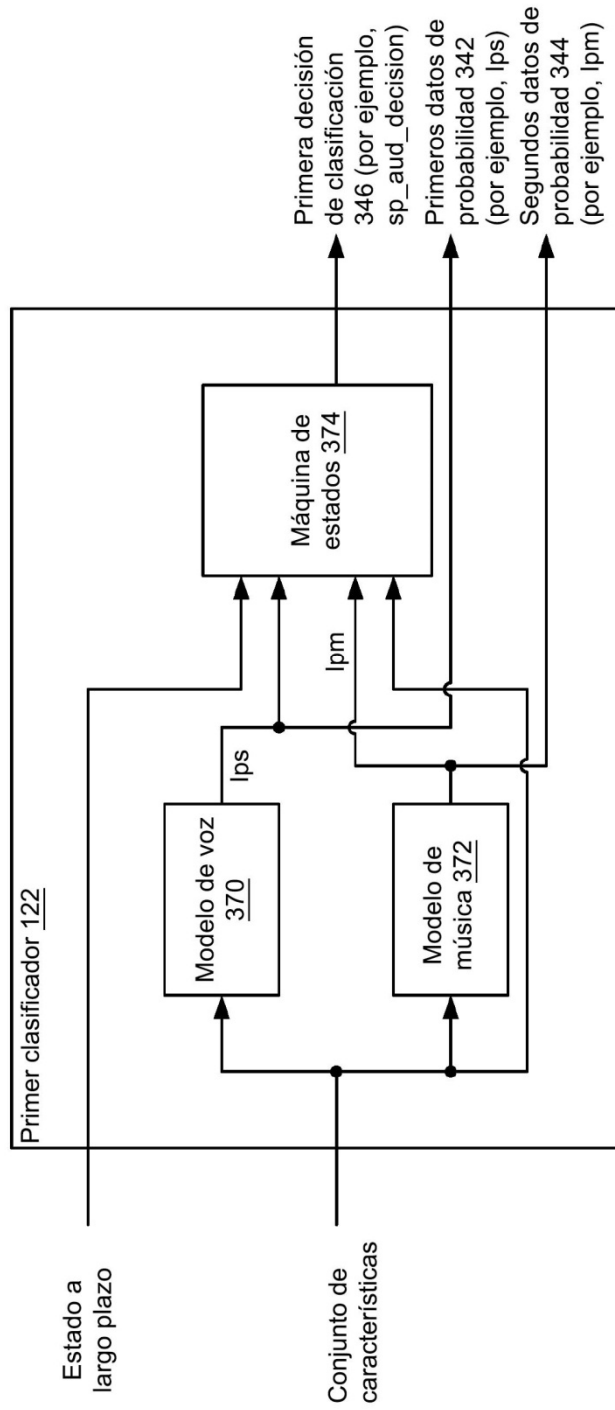 Primer clasificador 122
Estado a
largo plazo
Conjunto de
características
Modelo de voz
370
Modelo de
música 372
lps
lpm
Máquina de
estados 374
Primera decisión
de clasificación
346 (por ejemplo,
sp_aud_decision)
Primeros datos de
probabilidad 342
(por ejemplo, lps)
Segundos datos de
probabilidad 344
(por ejemplo, lpm)